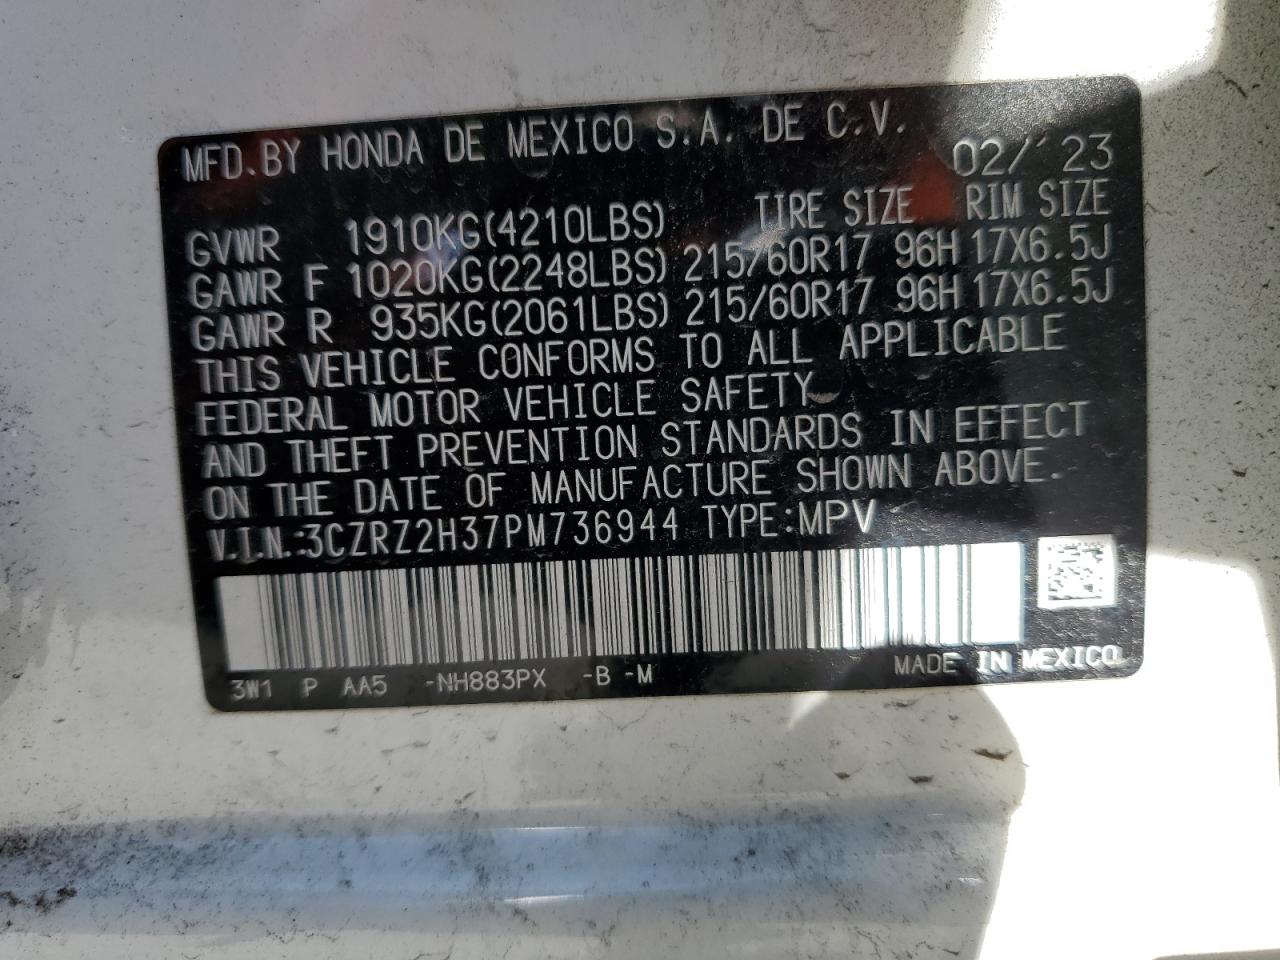 MFD.BY HONDA DE MEXICO S.A. DE C.V. 02/'23
TIRE SIZE RIM SIZE
GVWR 1910KG(4210LBS)
GAWR F 1020KG(2248LBS) 215/60R17 96H 17X6.5J
GAWR R 935KG(2061LBS) 215/60R17 96H 17X6.5J
THIS VEHICLE CONFORMS TO ALL APPLICABLE
FEDERAL MOTOR VEHICLE SAFETY
AND THEFT PREVENTION STANDARDS IN EFFECT
ON THE DATE OF MANUFACTURE SHOWN ABOVE.
V.I.N.:3CZRZ2H37PM736944 TYPE:MPV
3W1 P AA5 -NH883PX -B -M MADE IN MEXICO